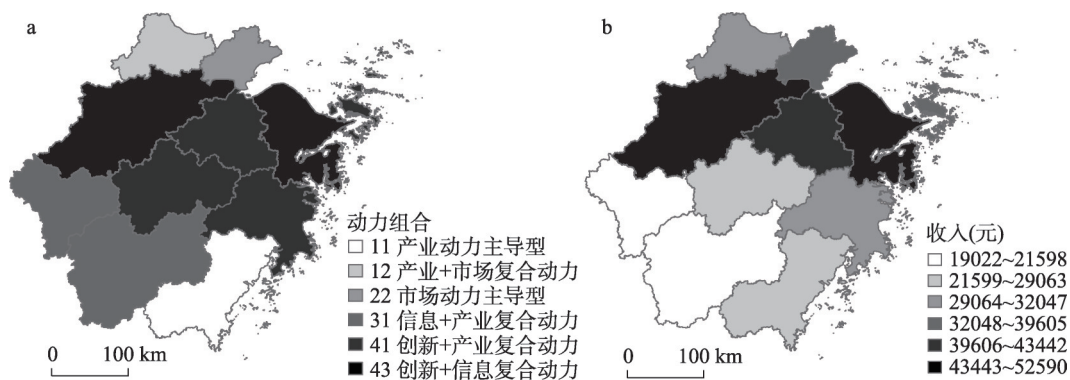 a
动力组合
11 产业动力主导型
12 产业+市场复合动力
22 市场动力主导型
31 信息+产业复合动力
41 创新+产业复合动力
43 创新+信息复合动力
0 100 km
b
收入(元)
19022~21598
21599~29063
29064~32047
32048~39605
39606~43442
43443~52590
0 100 km